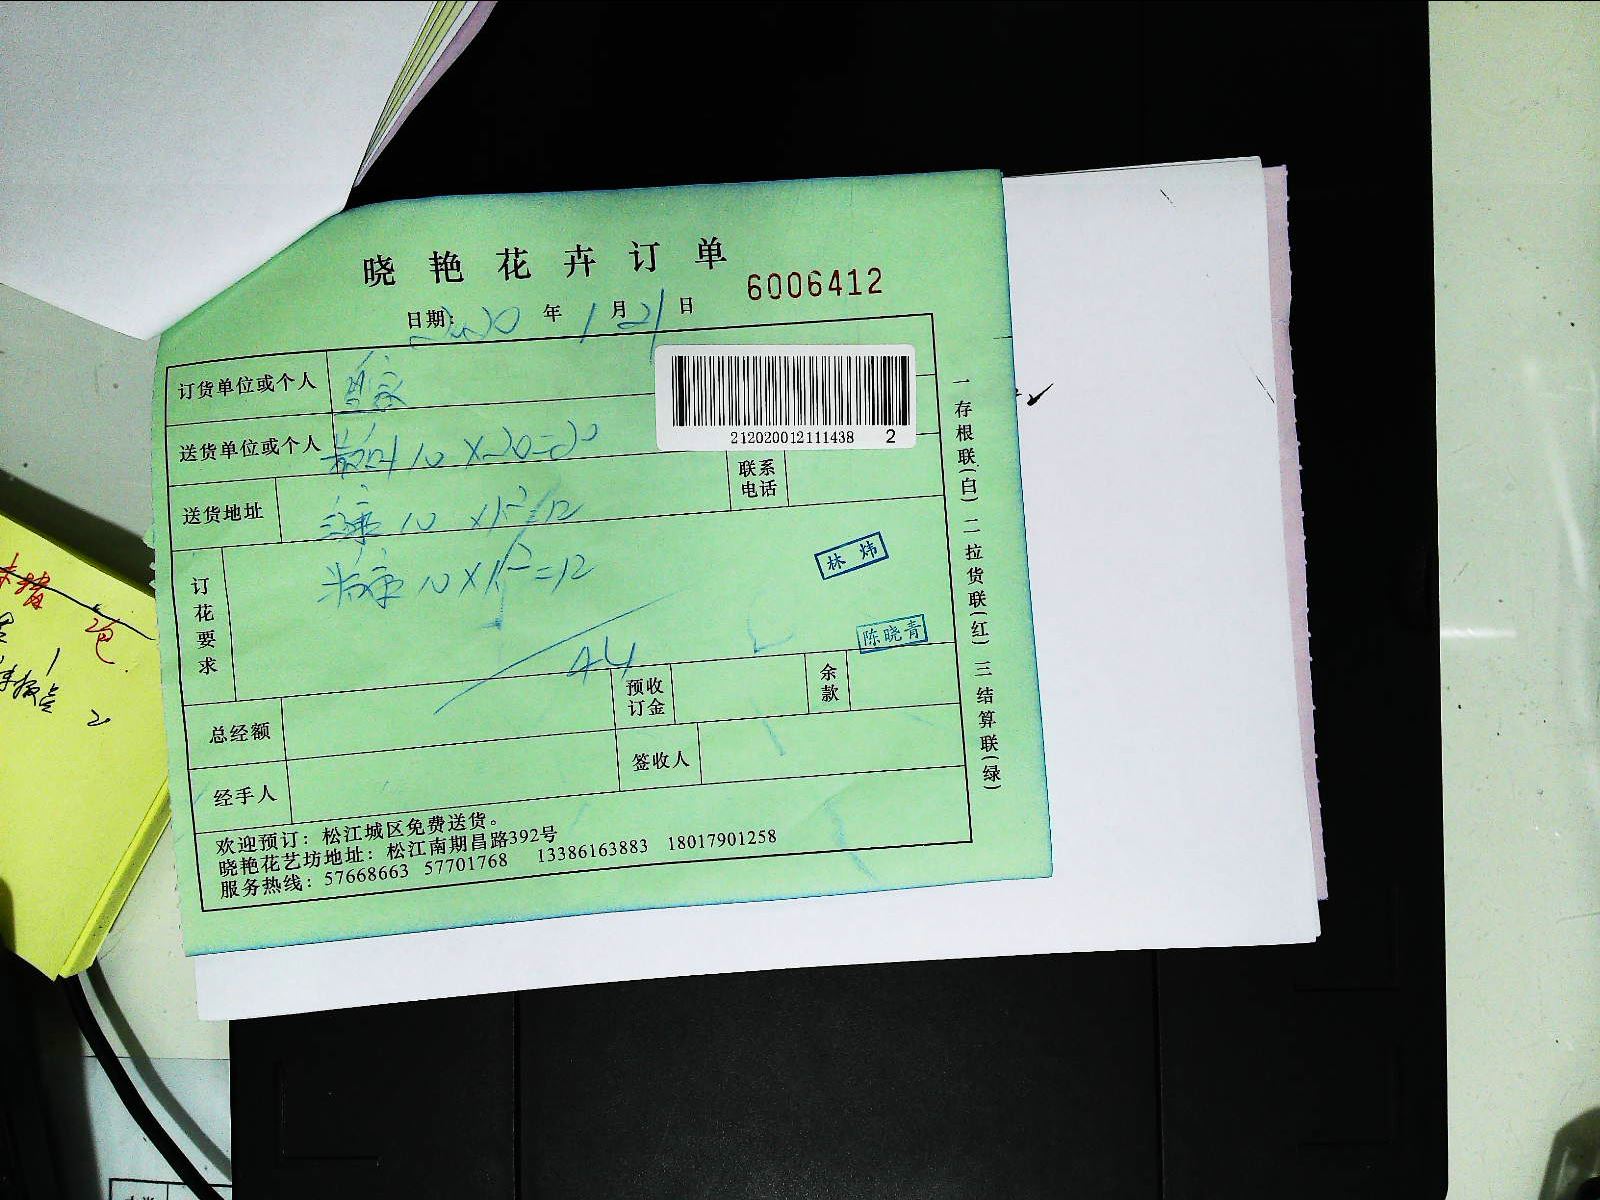 晓艳花卉订单
6006412
日期: 2020 年 1 月 21 日
订货单位或个人
212020012111438 2
送货单位或个人 10 × 20=20
联系电话
送货地址 10 ×1.2=12
订花要求 10×1.2=12
林炜
陈晓青
44
总经额
预收订金
余款
经手人
签收人
欢迎预订：松江城区免费送货。
晓艳花艺坊地址：松江南期昌路392号
服务热线：57668663 57701768 13386163883 18017901258
一存根联(白) 二拉货联(红) 三结算联(绿)